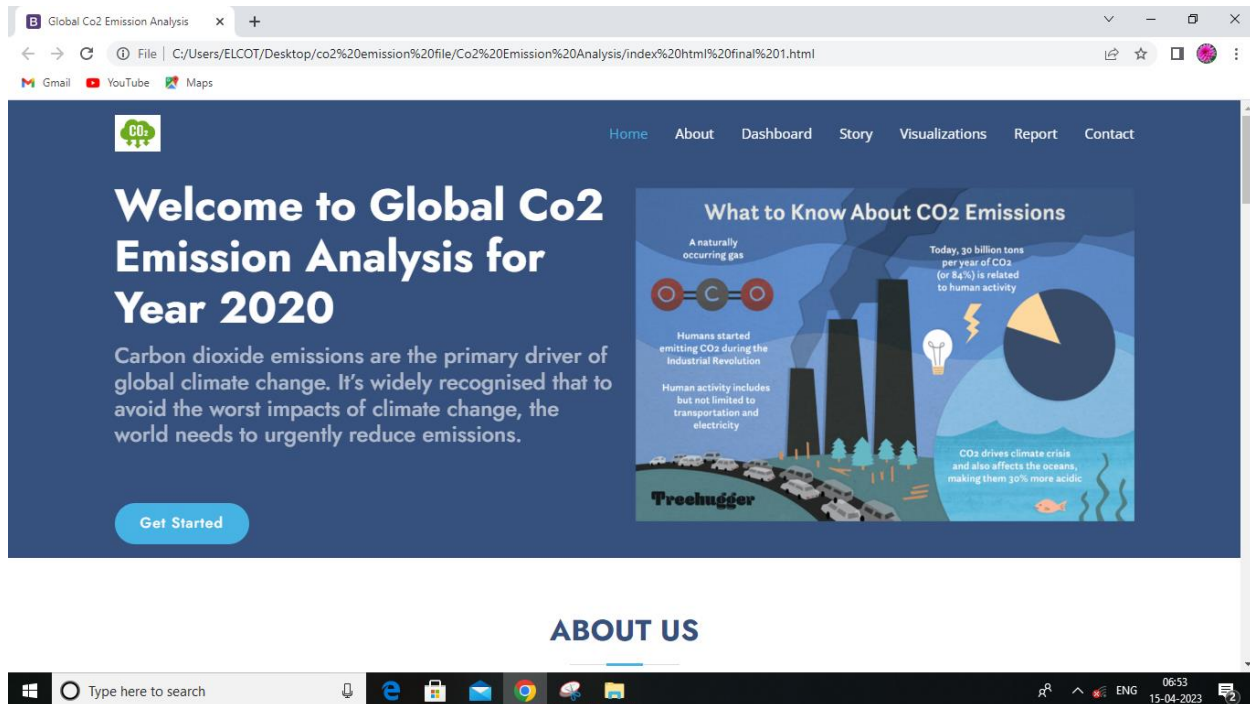 B Global Co2 Emission Analysis
File | C:/Users/ELCOT/Desktop/co2%20emission%20file/Co2%20Emission%20Analysis/index%20html%20final%201.html
Gmail YouTube Maps
CO2
Home About Dashboard Story Visualizations Report Contact
Welcome to Global Co2
Emission Analysis for
Year 2020
Carbon dioxide emissions are the primary driver of
global climate change. It's widely recognised that to
avoid the worst impacts of climate change, the
world needs to urgently reduce emissions.
Get Started
What to Know About CO2 Emissions
A naturally
occurring gas
O=C=O
Humans started
emitting CO2 during the
Industrial Revolution
Human activity includes
but not limited to
transportation and
electricity
Today, 30 billion tons
per year of CO2
(or 84%) is related
to human activity
CO2 drives climate crisis
and also affects the oceans,
making them 30% more acidic
Treehugger
ABOUT US
Type here to search
ENG
06:53
15-04-2023
2